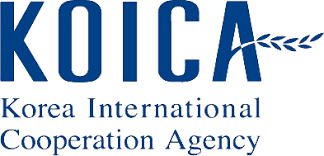 KOICA
Korea International
Cooperation Agency